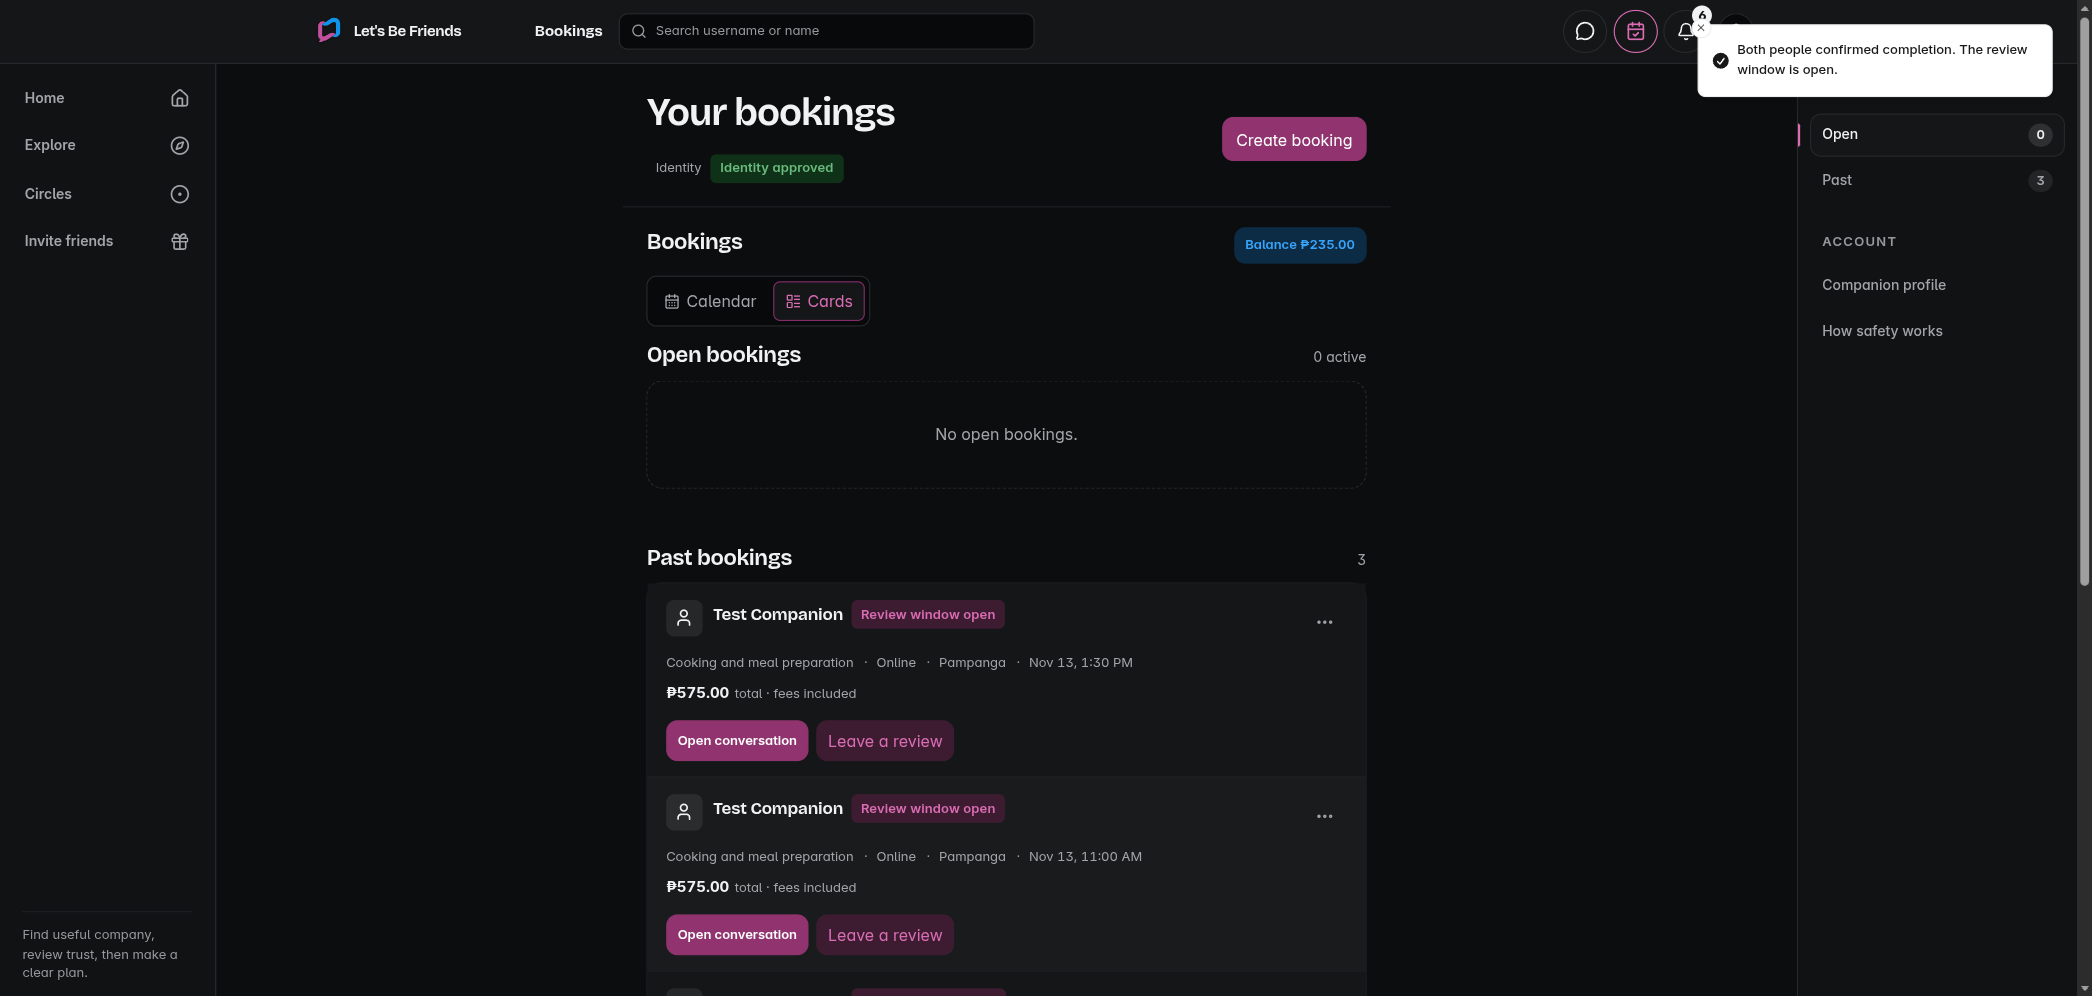 Let's Be Friends
Bookings
Search username or name
6
Both people confirmed completion. The review
window is open.
Home
Explore
Circles
Invite friends
Find useful company,
review trust, then make a
clear plan.
Your bookings
Identity Identity approved
Create booking
Bookings
Balance ₱235.00
Calendar Cards
Open bookings
0 active
No open bookings.
Past bookings
3
Test Companion Review window open
Cooking and meal preparation · Online · Pampanga · Nov 13, 1:30 PM
₱575.00 total · fees included
Open conversation Leave a review
Test Companion Review window open
Cooking and meal preparation · Online · Pampanga · Nov 13, 11:00 AM
₱575.00 total · fees included
Open conversation Leave a review
Open 0
Past 3
ACCOUNT
Companion profile
How safety works